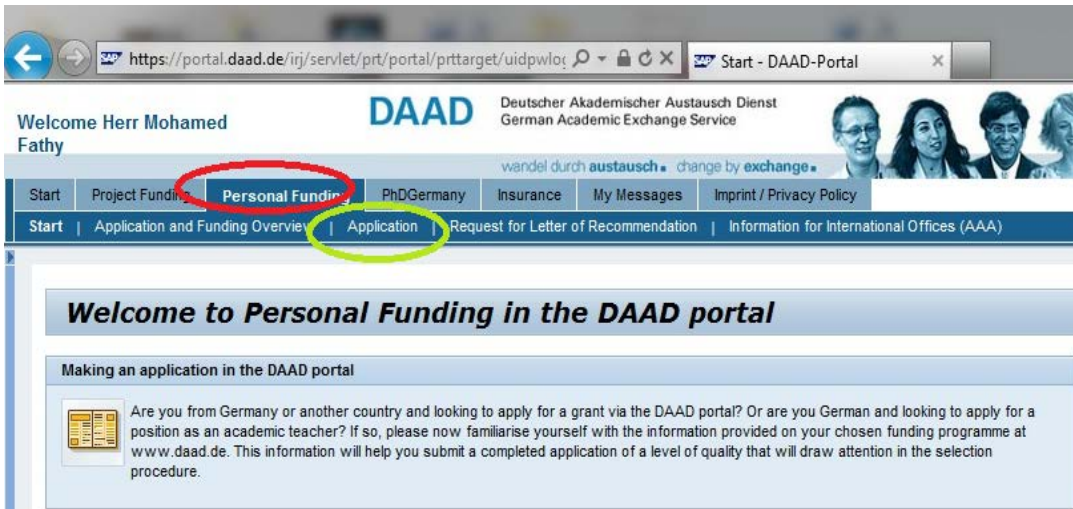 https://portal.daad.de/irj/servlet/prt/portal/prttarget/uidpwlog
Start - DAAD-Portal
Welcome Herr Mohamed
Fathy
DAAD
Deutscher Akademischer Austausch Dienst
German Academic Exchange Service
wandel durch austausch change by exchange
Start Project Funding Personal Funding PhDGermany Insurance My Messages Imprint / Privacy Policy
Start | Application and Funding Overview | Application | Request for Letter of Recommendation | Information for International Offices (AAA)
Welcome to Personal Funding in the DAAD portal
Making an application in the DAAD portal
Are you from Germany or another country and looking to apply for a grant via the DAAD portal? Or are you German and looking to apply for a
position as an academic teacher? If so, please now familiarise yourself with the information provided on your chosen funding programme at
www.daad.de. This information will help you submit a completed application of a level of quality that will draw attention in the selection
procedure.